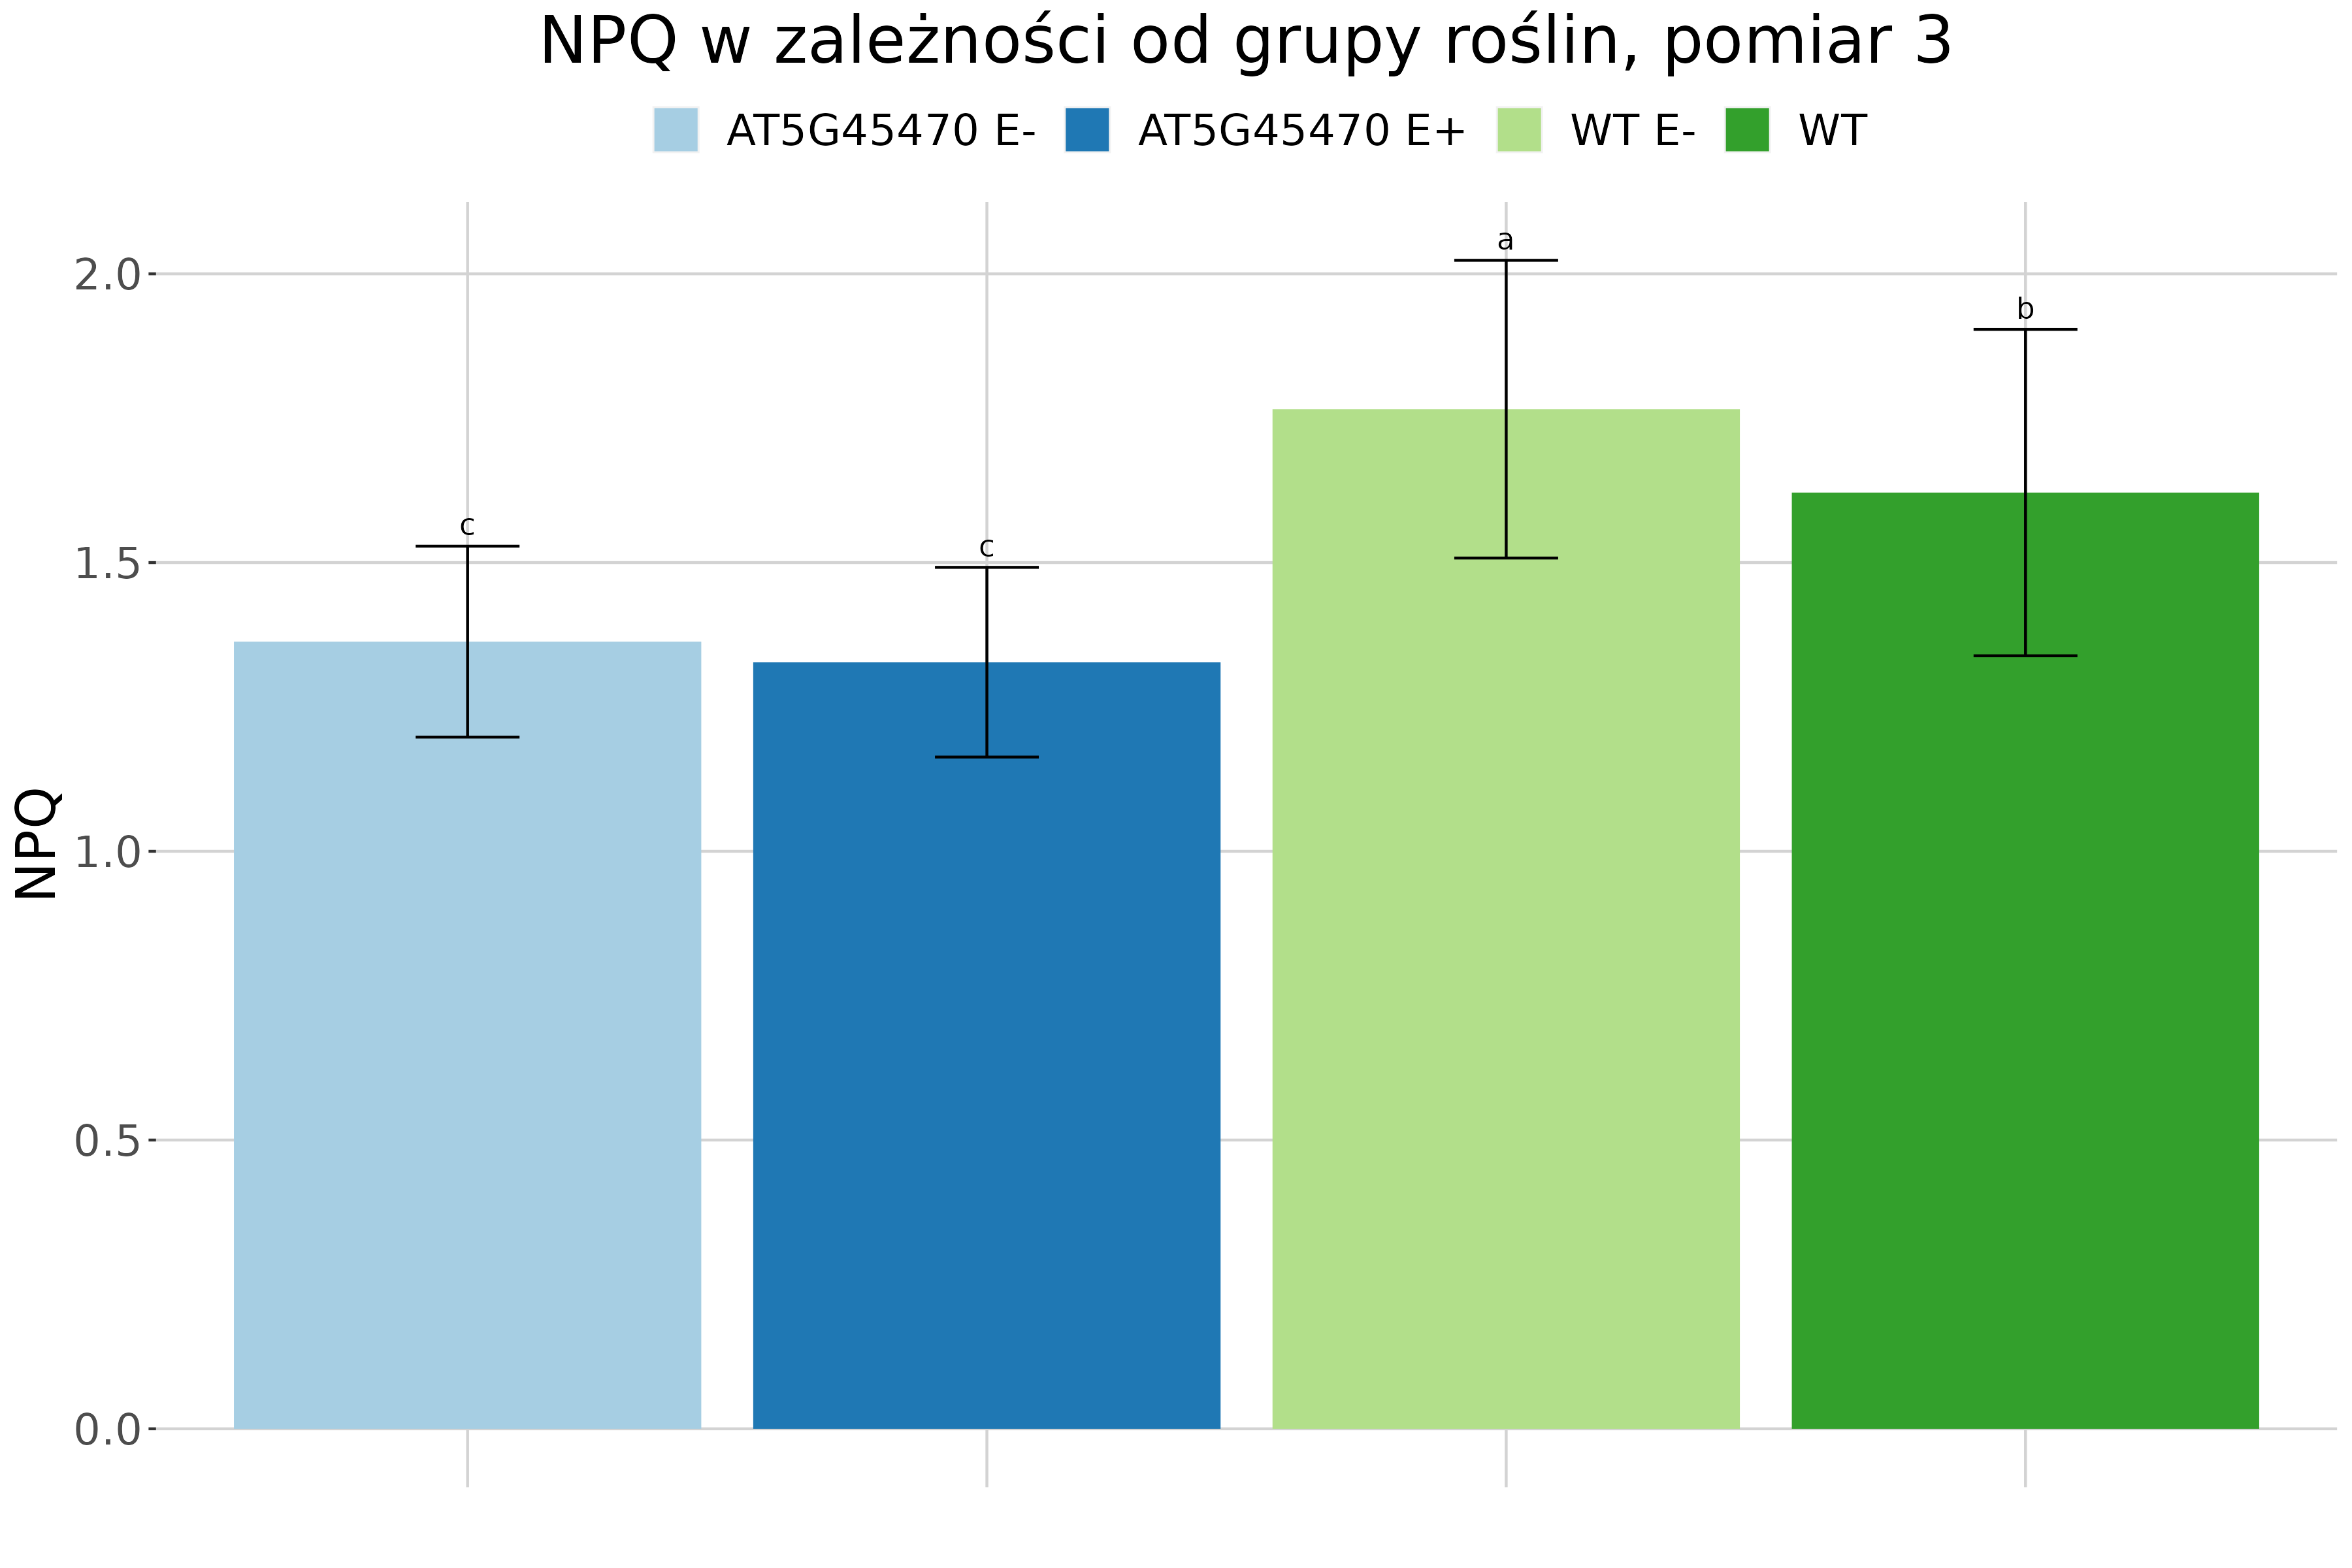 NPQ w zależności od grupy roślin, pomiar 3
AT5G45470 E- AT5G45470 E+ WT E- WT
a
2.0
b
c
c
1.5
NPQ
1.0
0.5
0.0